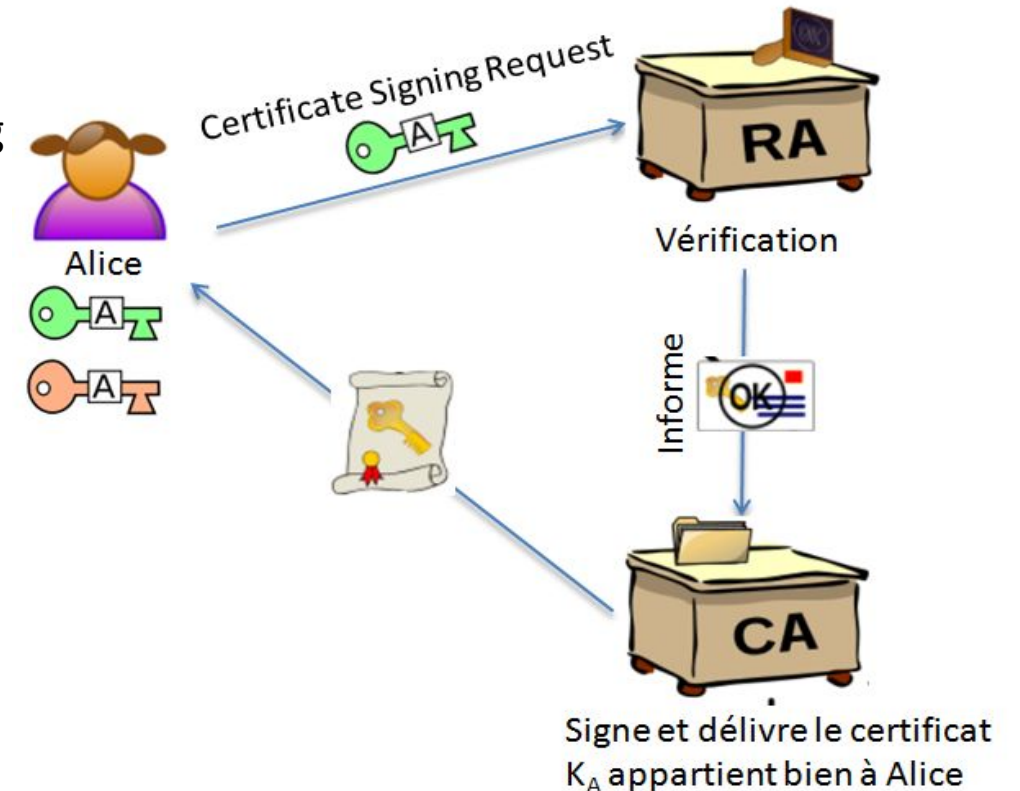 Certificate Signing Request
A
RA
Vérification
Alice
A
A
Informe
OK
CA
Signe et délivre le certificat
K_A appartient bien à Alice